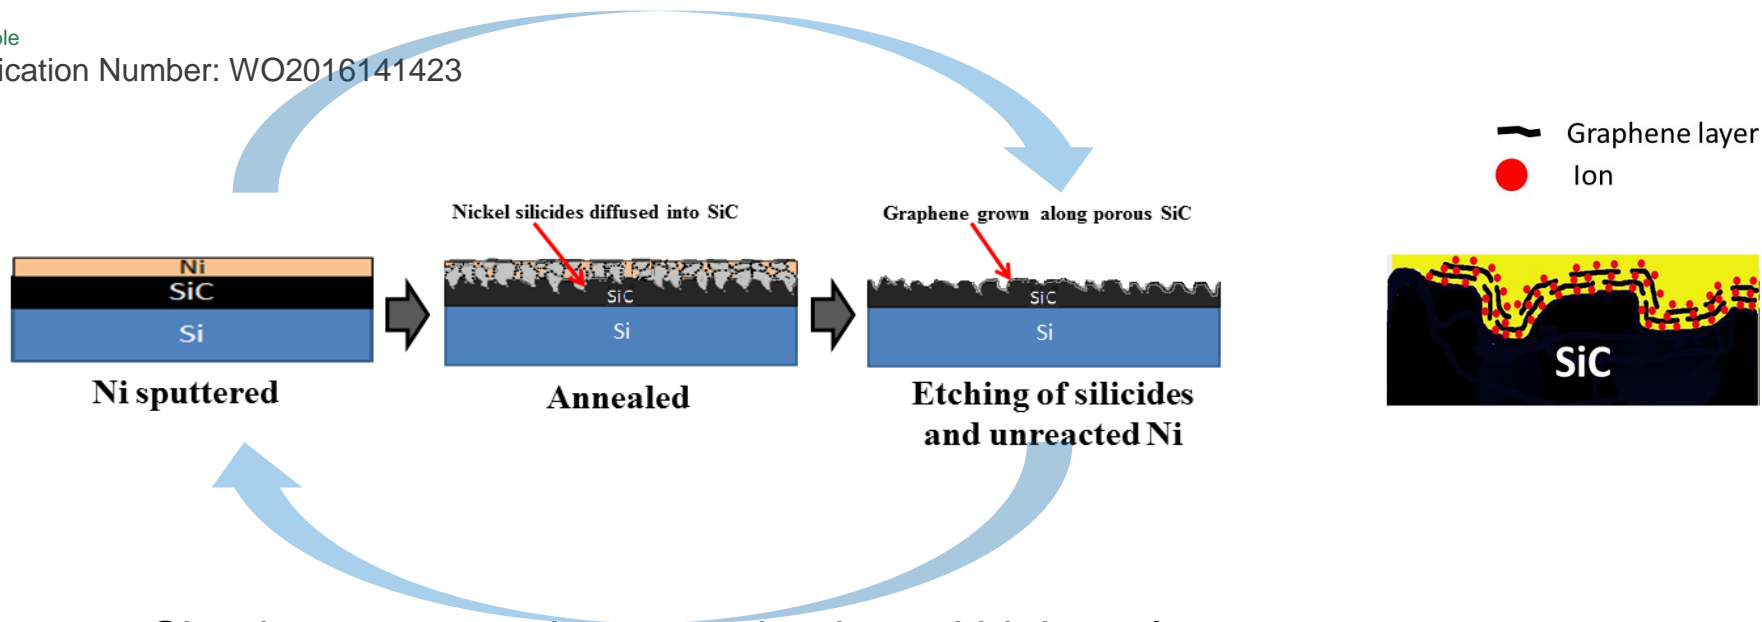 ication Number: WO2016141423
Graphene layer
Ion
Nickel silicides diffused into SiC
Graphene grown along porous SiC
Ni
SiC
Si
SiC
Si
SiC
Si
SiC
Ni sputtered
Annealed
Etching of silicides
and unreacted Ni